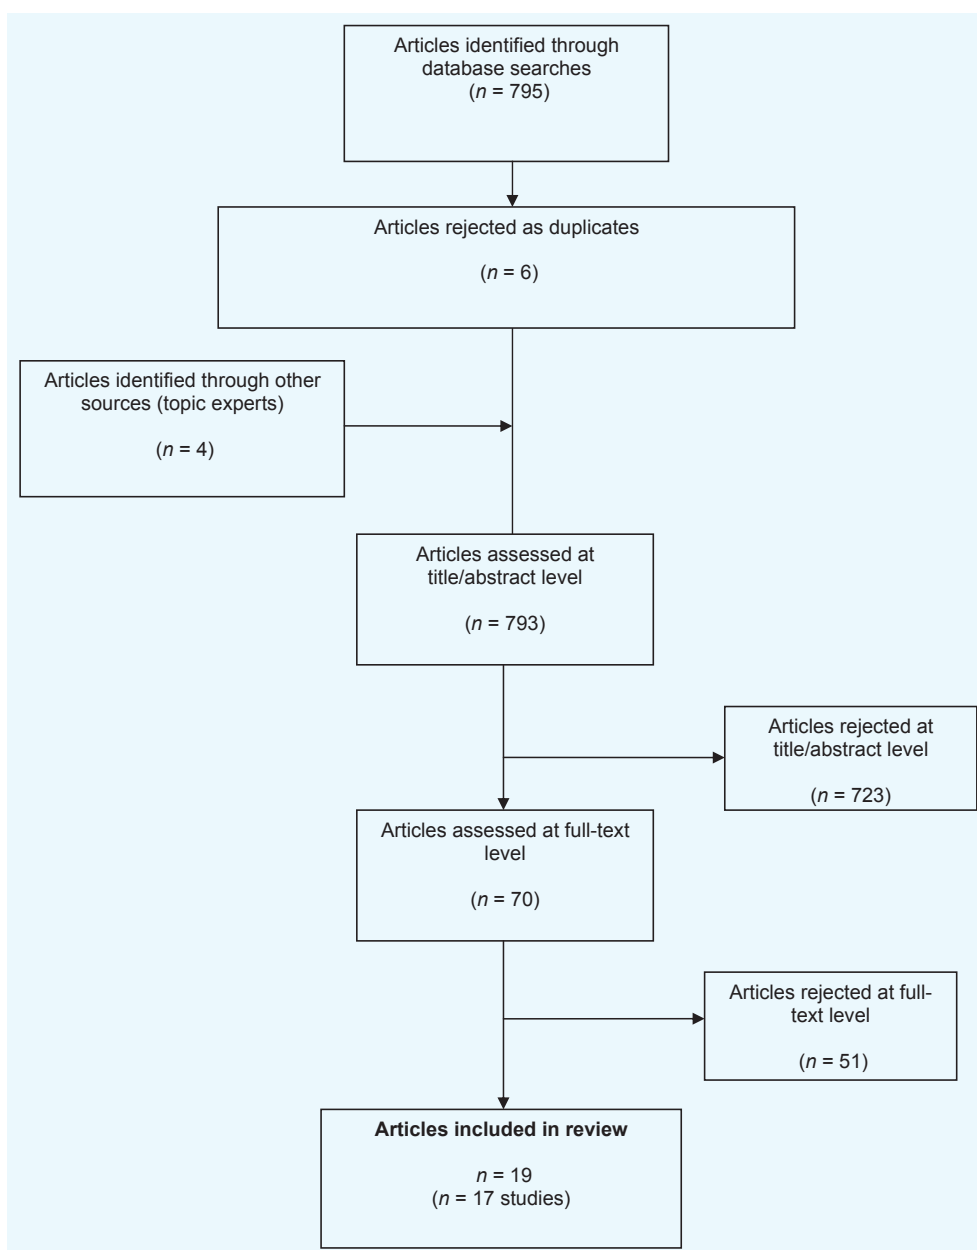 Articles identified through
database searches
(n = 795)
Articles rejected as duplicates
(n = 6)
Articles identified through other
sources (topic experts)
(n = 4)
Articles assessed at
title/abstract level
(n = 793)
Articles rejected at
title/abstract level
(n = 723)
Articles assessed at full-text
level
(n = 70)
Articles rejected at full-
text level
(n = 51)
Articles included in review
n = 19
(n = 17 studies)